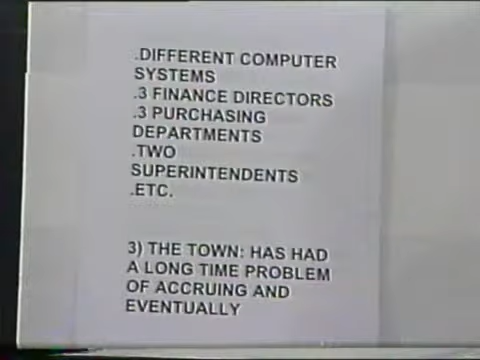 .DIFFERENT COMPUTER
SYSTEMS
.3 FINANCE DIRECTORS
.3 PURCHASING
DEPARTMENTS
.TWO
SUPERINTENDENTS
.ETC.
3) THE TOWN: HAS HAD
A LONG TIME PROBLEM
OF ACCRUING AND
EVENTUALLY